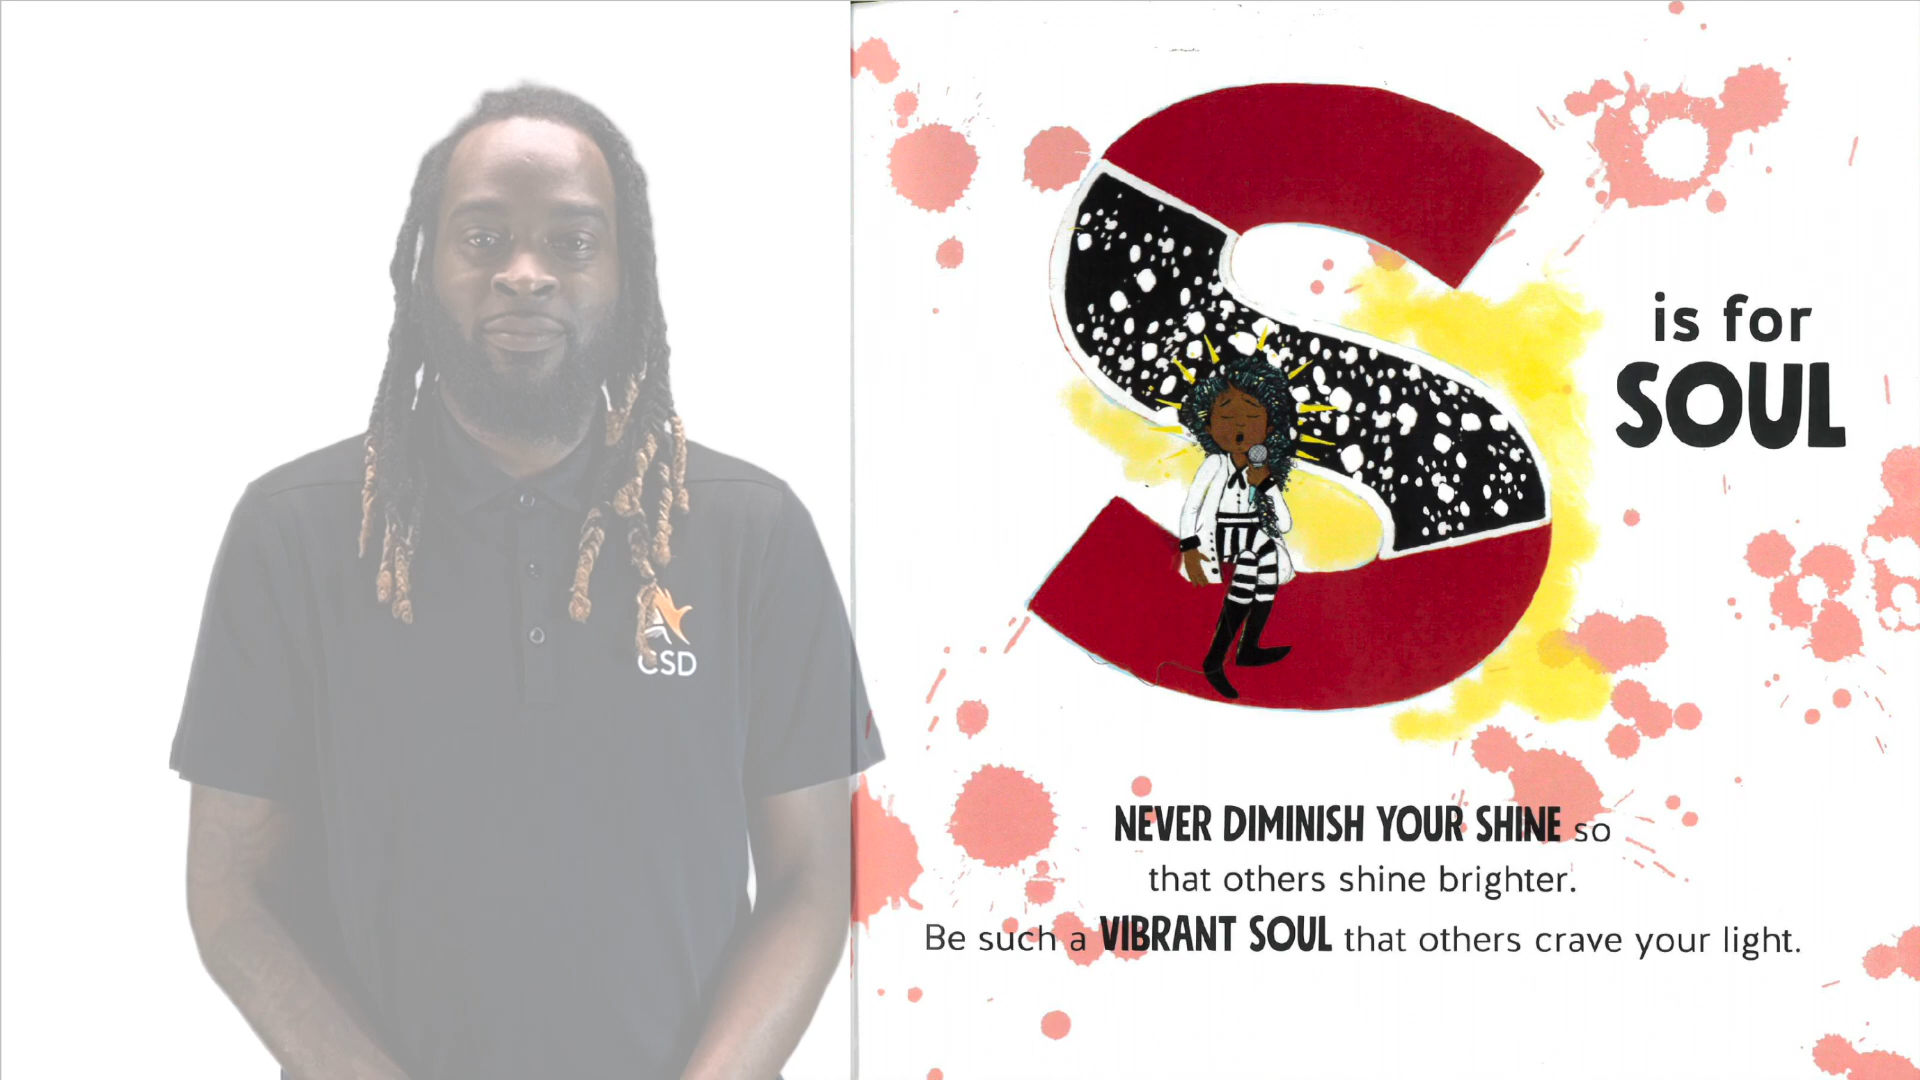 CSD
is for
SOUL
NEVER DIMINISH YOUR SHINE so
that others shine brighter.
Be such a VIBRANT SOUL that others crave your light.